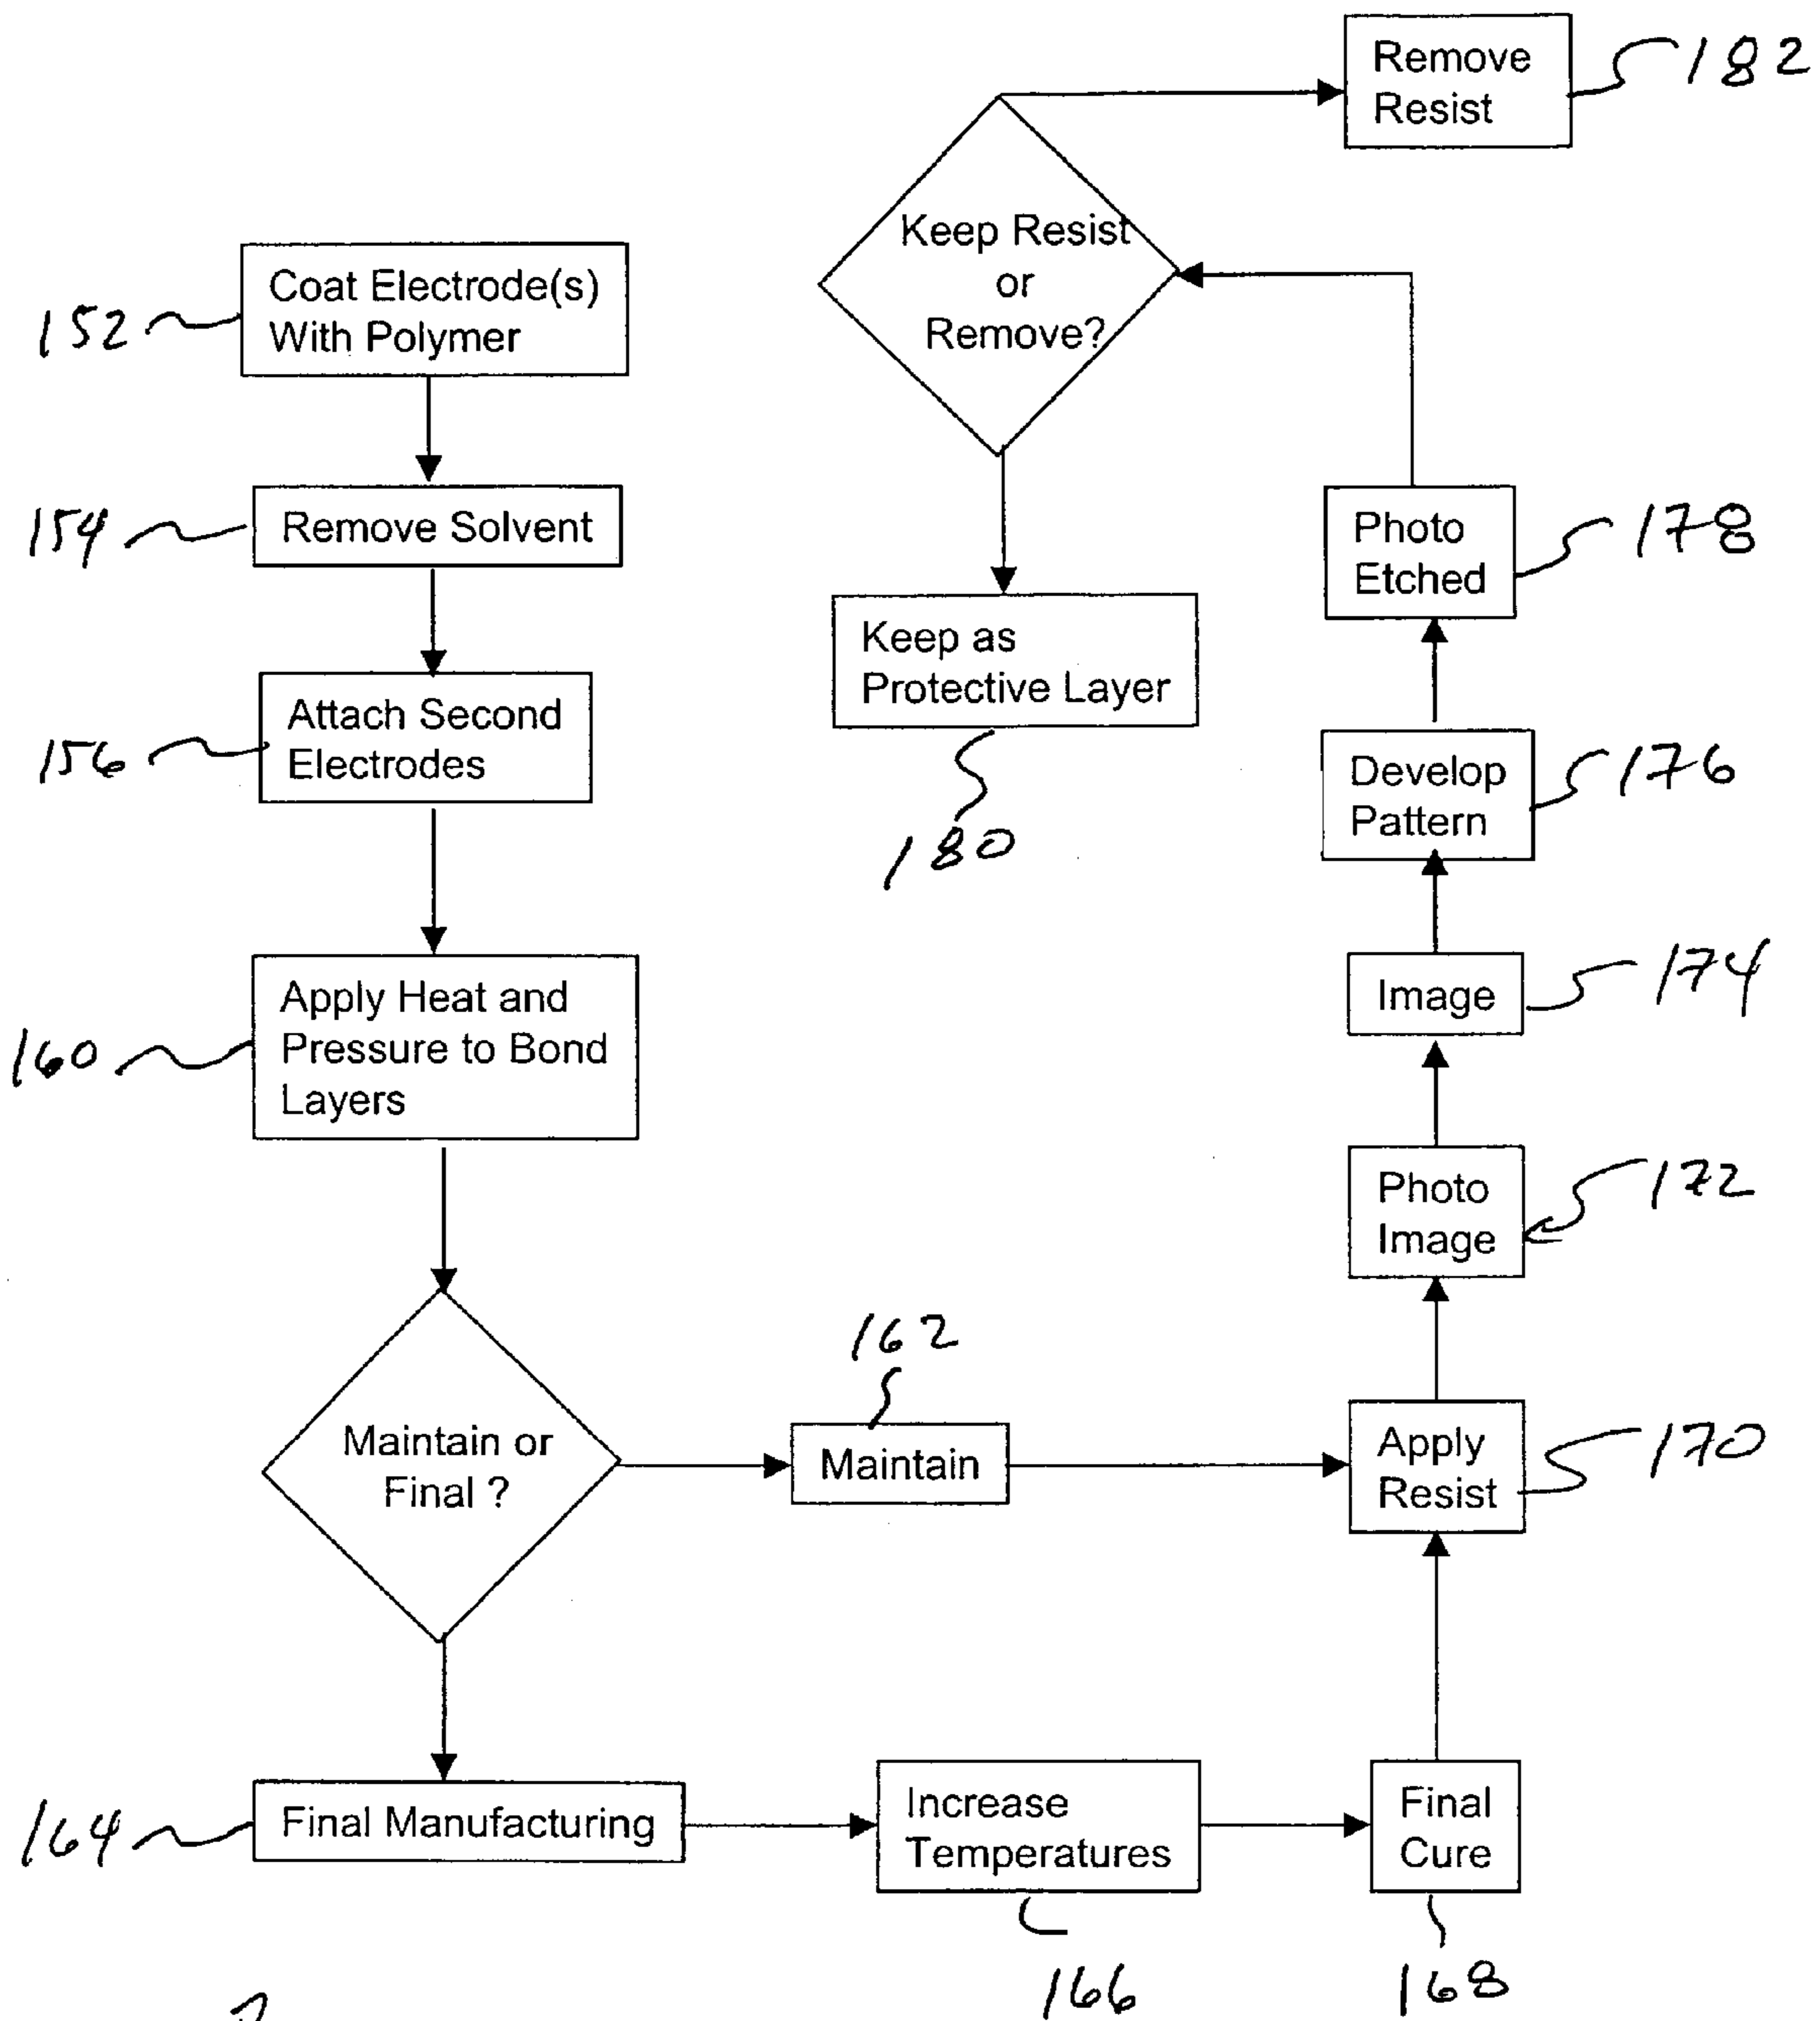 Coat Electrode(s)
With Polymer
152
Remove Solvent
154
Attach Second
Electrodes
156
Apply Heat and
Pressure to Bond
Layers
160
Maintain or
Final ?
162
Maintain
Final Manufacturing
164
Increase
Temperatures
166
Final
Cure
168
Apply
Resist
170
Photo
Image
172
Image
174
Develop
Pattern
176
Photo
Etched
178
Keep Resist
or
Remove?
Keep as
Protective Layer
180
Remove
Resist
182